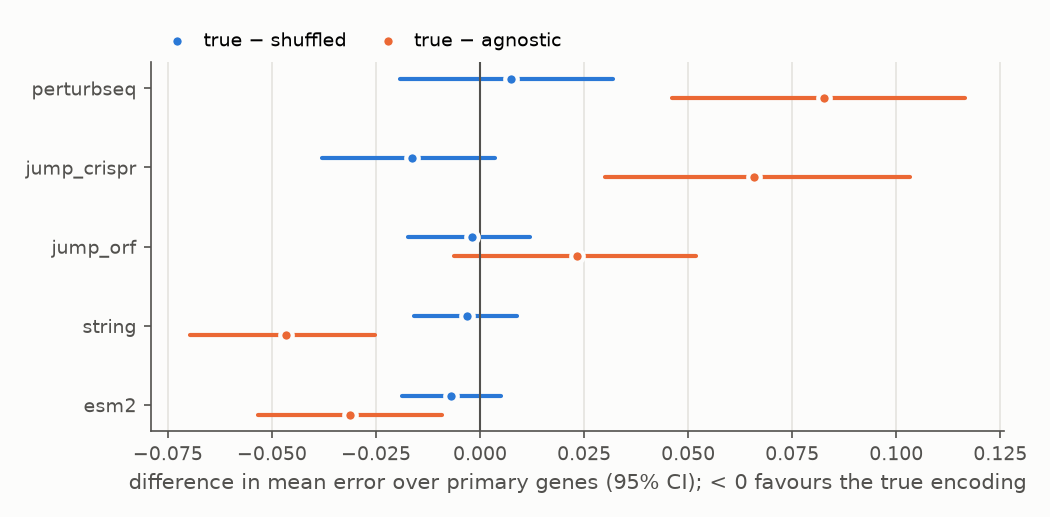 true − shuffled
true − agnostic
perturbseq
jump_crispr
jump_orf
string
esm2
−0.075 −0.050 −0.025 0.000 0.025 0.050 0.075 0.100 0.125
difference in mean error over primary genes (95% CI); < 0 favours the true encoding